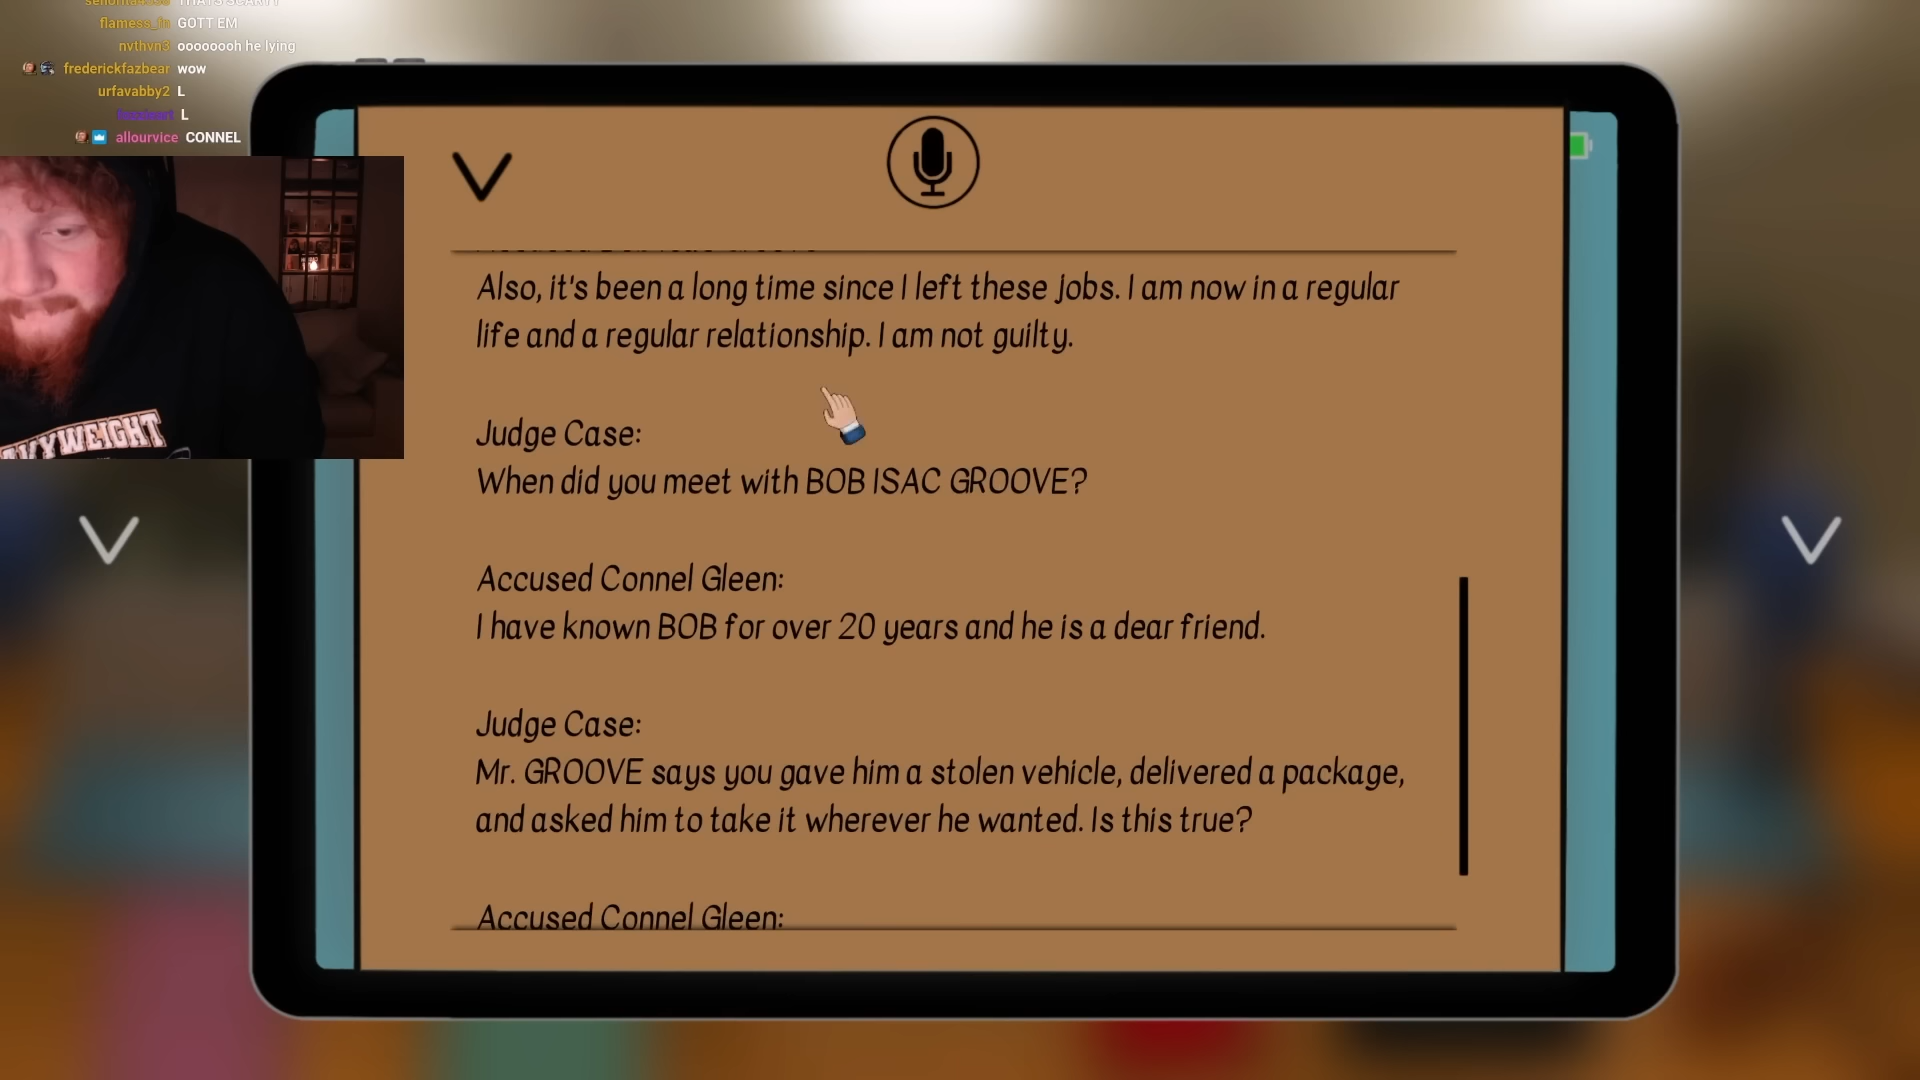 THATS SCARTT
flamess_fn GOTT EM
nvthvn3 oooooooh he lying
frederickfazbear wow
urfavabby2 L
L
allourvice CONNEL
HEAVYWEIGHT
Also, it's been a long time since I left these jobs. I am now in a regular
life and a regular relationship. I am not guilty.
Judge Case:
When did you meet with BOB ISAC GROOVE?
Accused Connel Gleen:
I have known BOB for over 20 years and he is a dear friend.
Judge Case:
Mr. GROOVE says you gave him a stolen vehicle, delivered a package,
and asked him to take it wherever he wanted. Is this true?
Accused Connel Gleen: